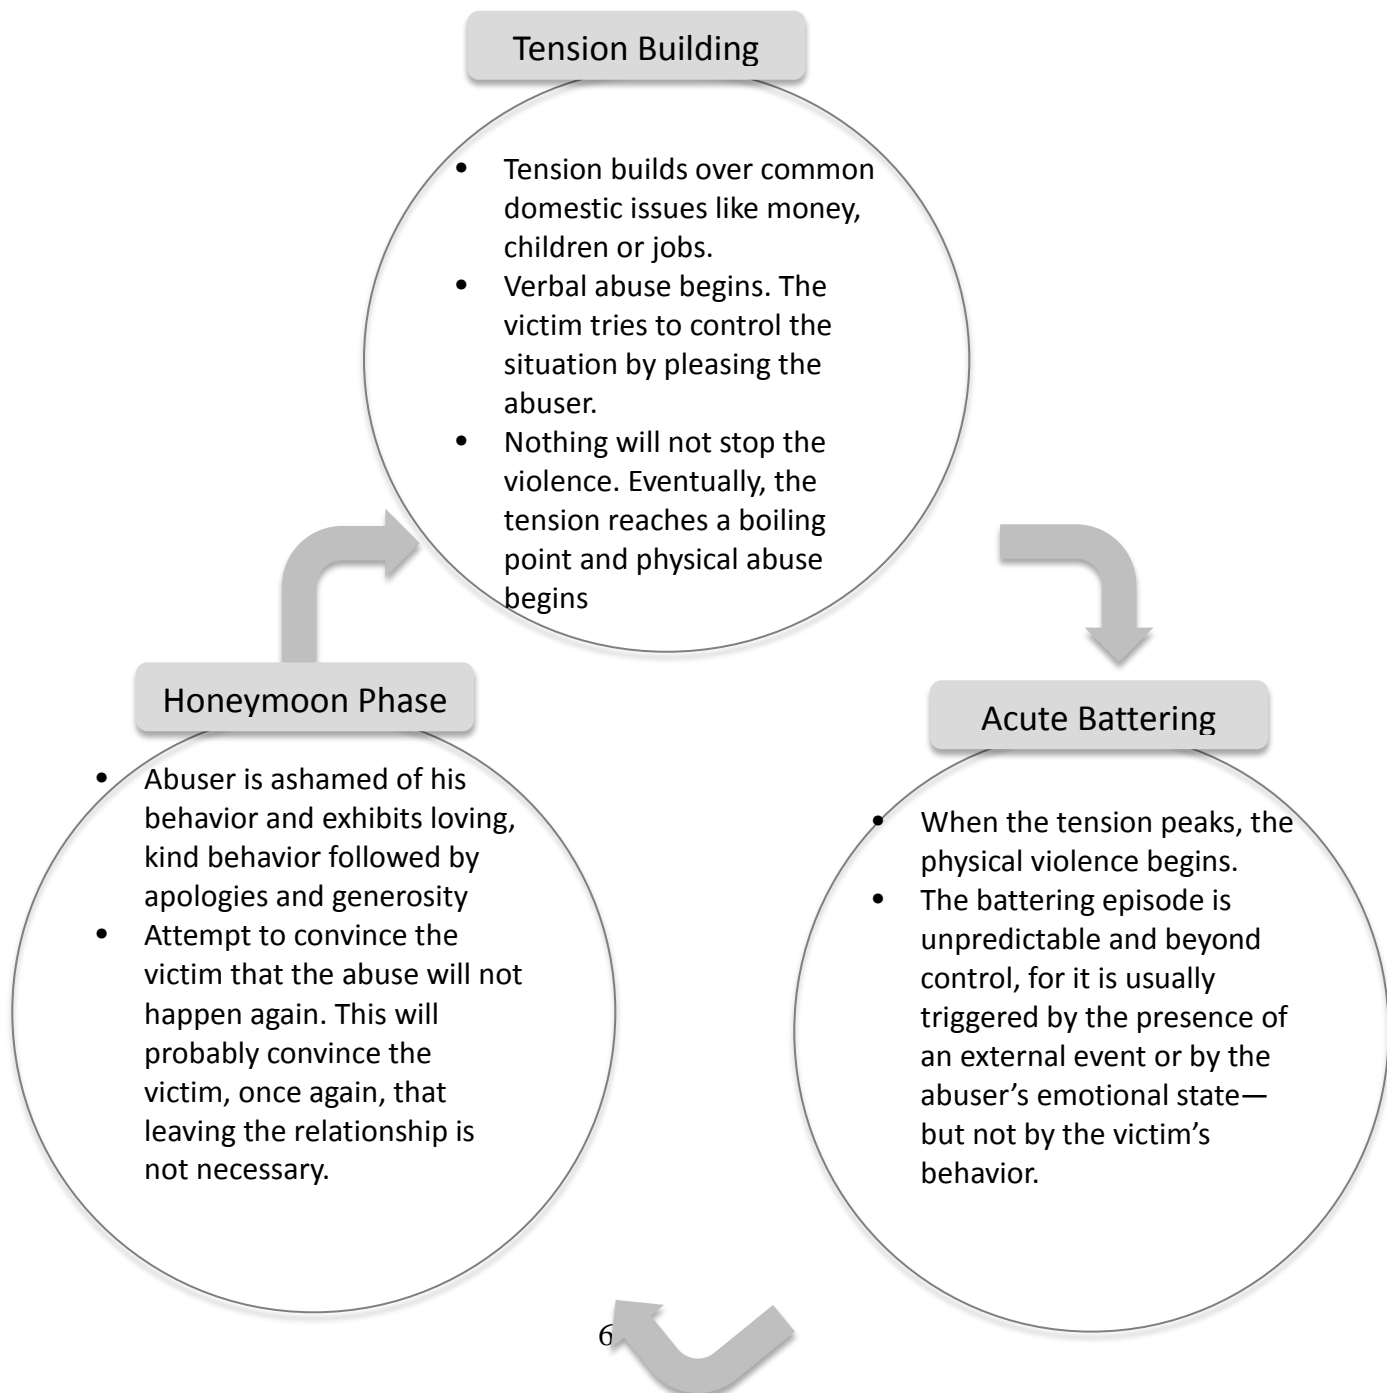 Tension Building
• Tension builds over common
domestic issues like money,
children or jobs.
• Verbal abuse begins. The
victim tries to control the
situation by pleasing the
abuser.
• Nothing will not stop the
violence. Eventually, the
tension reaches a boiling
point and physical abuse
begins
Honeymoon Phase
• Abuser is ashamed of his
behavior and exhibits loving,
kind behavior followed by
apologies and generosity
• Attempt to convince the
victim that the abuse will not
happen again. This will
probably convince the
victim, once again, that
leaving the relationship is
not necessary.
Acute Battering
• When the tension peaks, the
physical violence begins.
• The battering episode is
unpredictable and beyond
control, for it is usually
triggered by the presence of
an external event or by the
abuser’s emotional state—
but not by the victim’s
behavior.
6